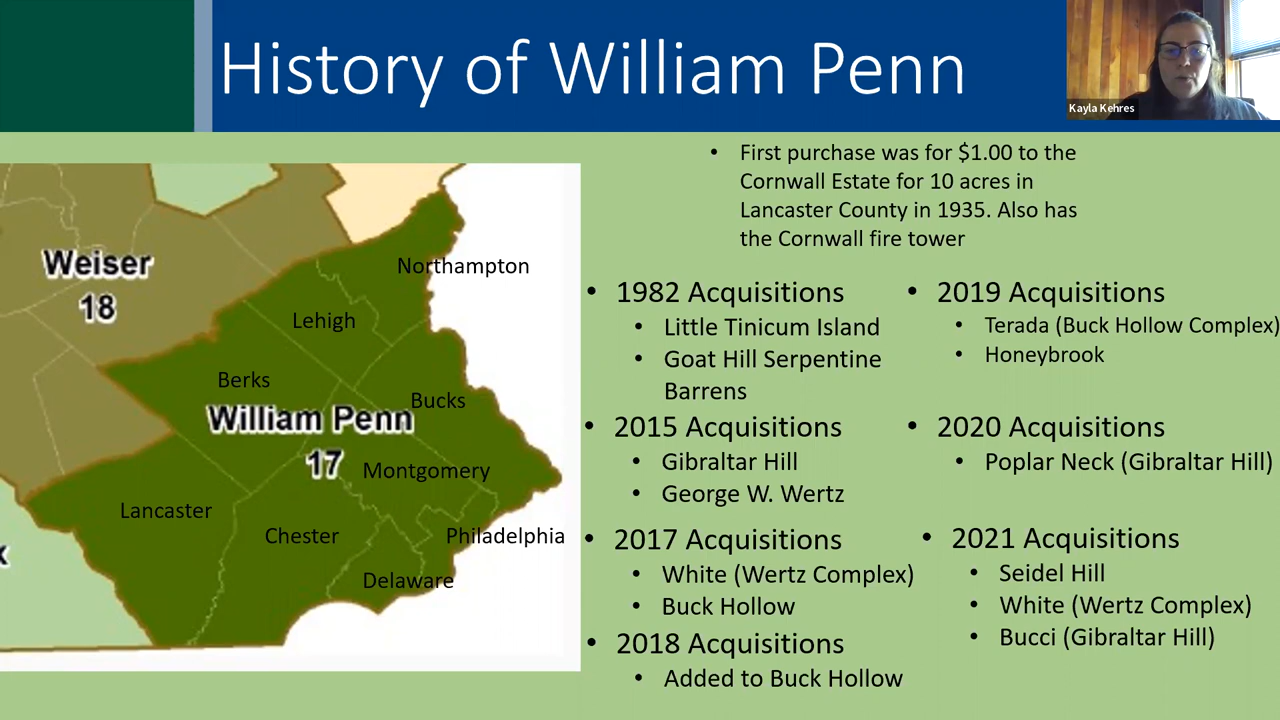 History of William Penn
Kayla Kehres
• First purchase was for $1.00 to the
Cornwall Estate for 10 acres in
Lancaster County in 1935. Also has
the Cornwall fire tower
Weiser
18
Northampton
Lehigh
Berks
Bucks
William Penn
17
Montgomery
Lancaster
Chester
Philadelphia
Delaware
• 1982 Acquisitions
• Little Tinicum Island
• Goat Hill Serpentine
Barrens
• 2015 Acquisitions
• Gibraltar Hill
• George W. Wertz
• 2017 Acquisitions
• White (Wertz Complex)
• Buck Hollow
• 2018 Acquisitions
• Added to Buck Hollow
• 2019 Acquisitions
• Terada (Buck Hollow Complex)
• Honeybrook
• 2020 Acquisitions
• Poplar Neck (Gibraltar Hill)
• 2021 Acquisitions
• Seidel Hill
• White (Wertz Complex)
• Bucci (Gibraltar Hill)